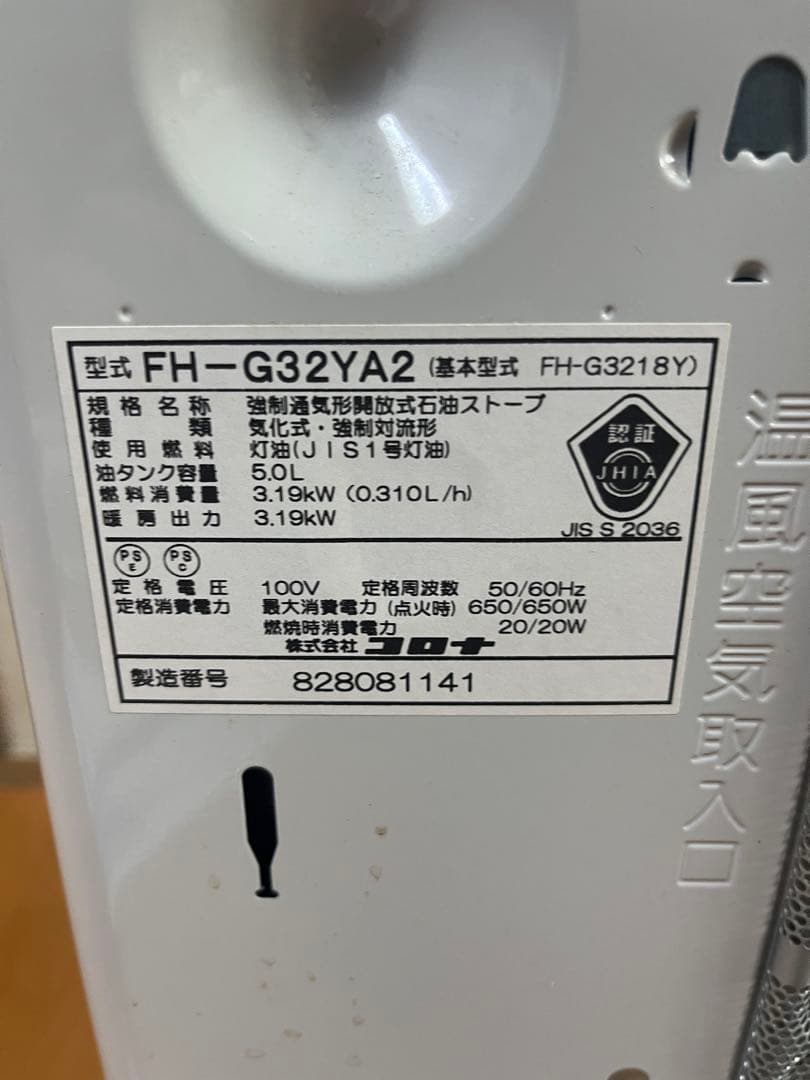 型式 FH-G32YA2 (基本型式 FH-G3218Y)
規格名称 強制通気形開放式石油ストーブ
種類 気化式・強制対流形
使用燃料 灯油(JIS1号灯油)
油タンク容量 5.0L
燃料消費量 3.19kW (0.310L/h)
暖房出力 3.19kW
認証
JHIA
JIS S 2036
PS E PS C
定格電圧 100V 定格周波数 50/60Hz
定格消費電力 最大消費電力(点火時) 650/650W
燃焼時消費電力 20/20W
株式会社 コロナ
製造番号 828081141
温風空気取入口